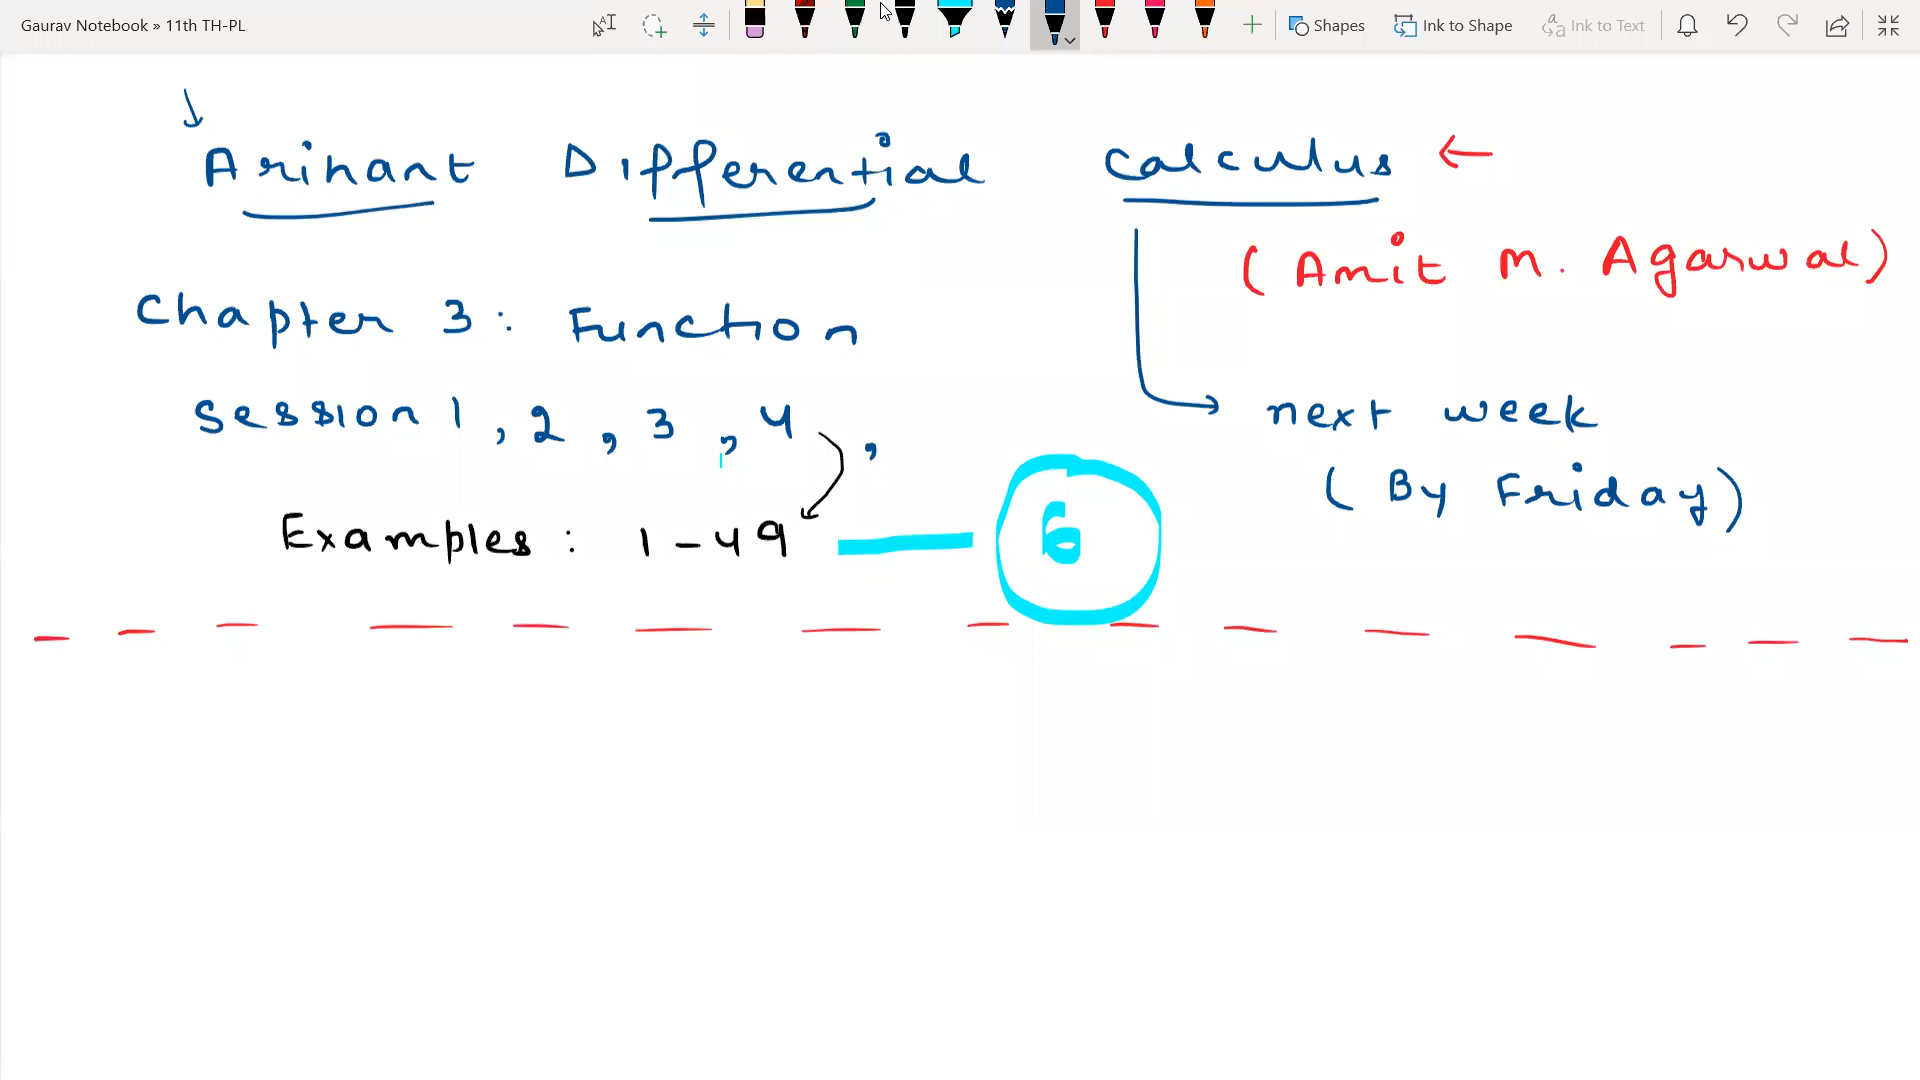 Gaurav Notebook » 11th TH-PL
Shapes
Ink to Shape
Ink to Text
Arihant Differential Calculus
(Amit M. Agarwal)
Chapter 3: Function
Session 1, 2, 3, 4,
next week
(By Friday)
Examples: 1-49 — 6